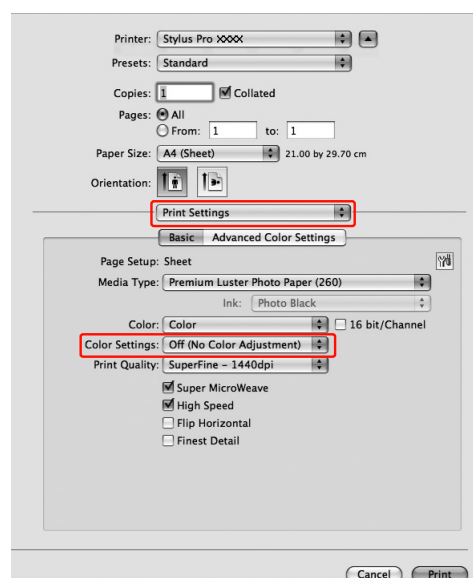 Printer: Stylus Pro XXXX
Presets: Standard
Copies: 1 Collated
Pages: All
From: 1 to: 1
Paper Size: A4 (Sheet) 21.00 by 29.70 cm
Orientation:
Print Settings
Basic Advanced Color Settings
Page Setup: Sheet
Media Type: Premium Luster Photo Paper (260)
Ink: Photo Black
Color: Color 16 bit/Channel
Color Settings: Off (No Color Adjustment)
Print Quality: SuperFine – 1440dpi
Super MicroWeave
High Speed
Flip Horizontal
Finest Detail
Cancel Print